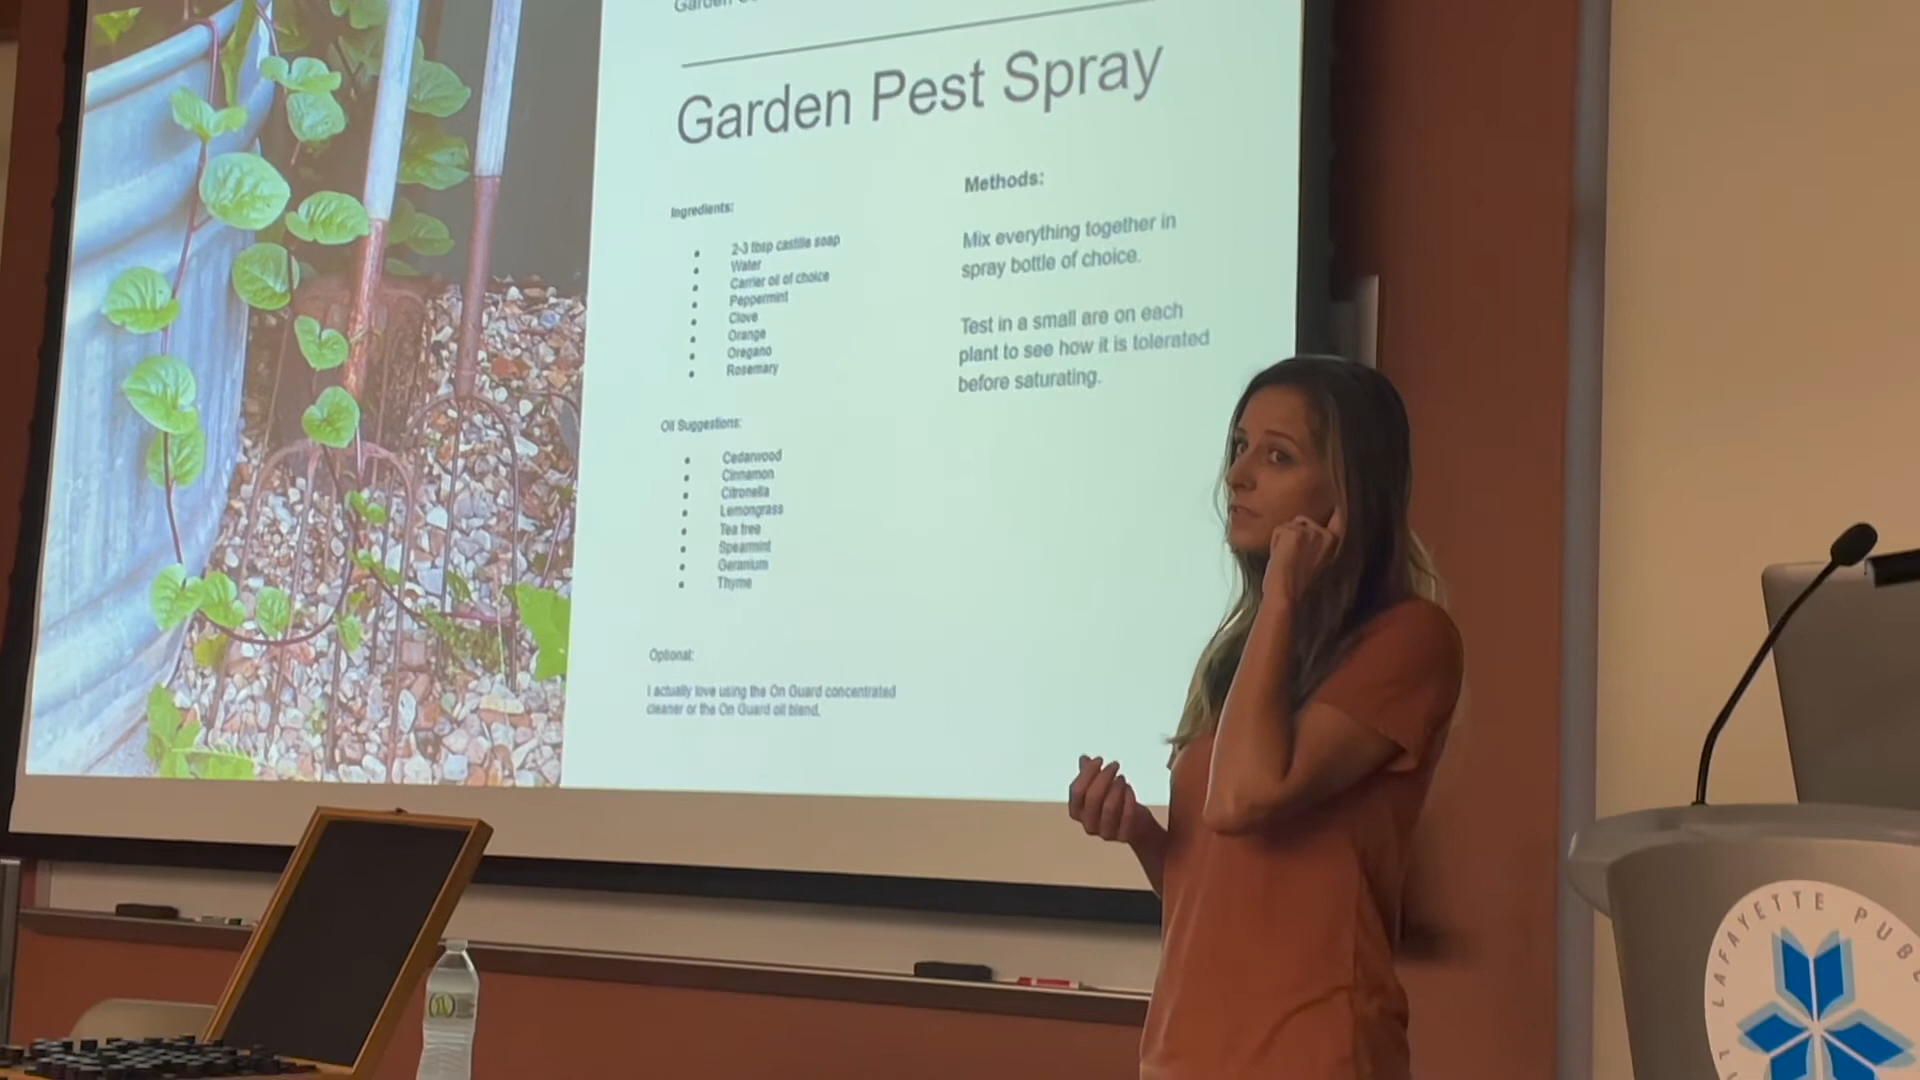 Garden
Garden Pest Spray
Ingredients:
2-3 tbsp castille soap
Water
Carrier oil of choice
Peppermint
Clove
Orange
Oregano
Rosemary
Oil Suggestions:
Cedarwood
Cinnamon
Citronella
Lemongrass
Tea tree
Spearmint
Geranium
Thyme
Optional:
I actually love using the On Guard concentrated
cleaner or the On Guard oil blend.
Methods:
Mix everything together in
spray bottle of choice.
Test in a small are on each
plant to see how it is tolerated
before saturating.
LAFAYETTE PUBL